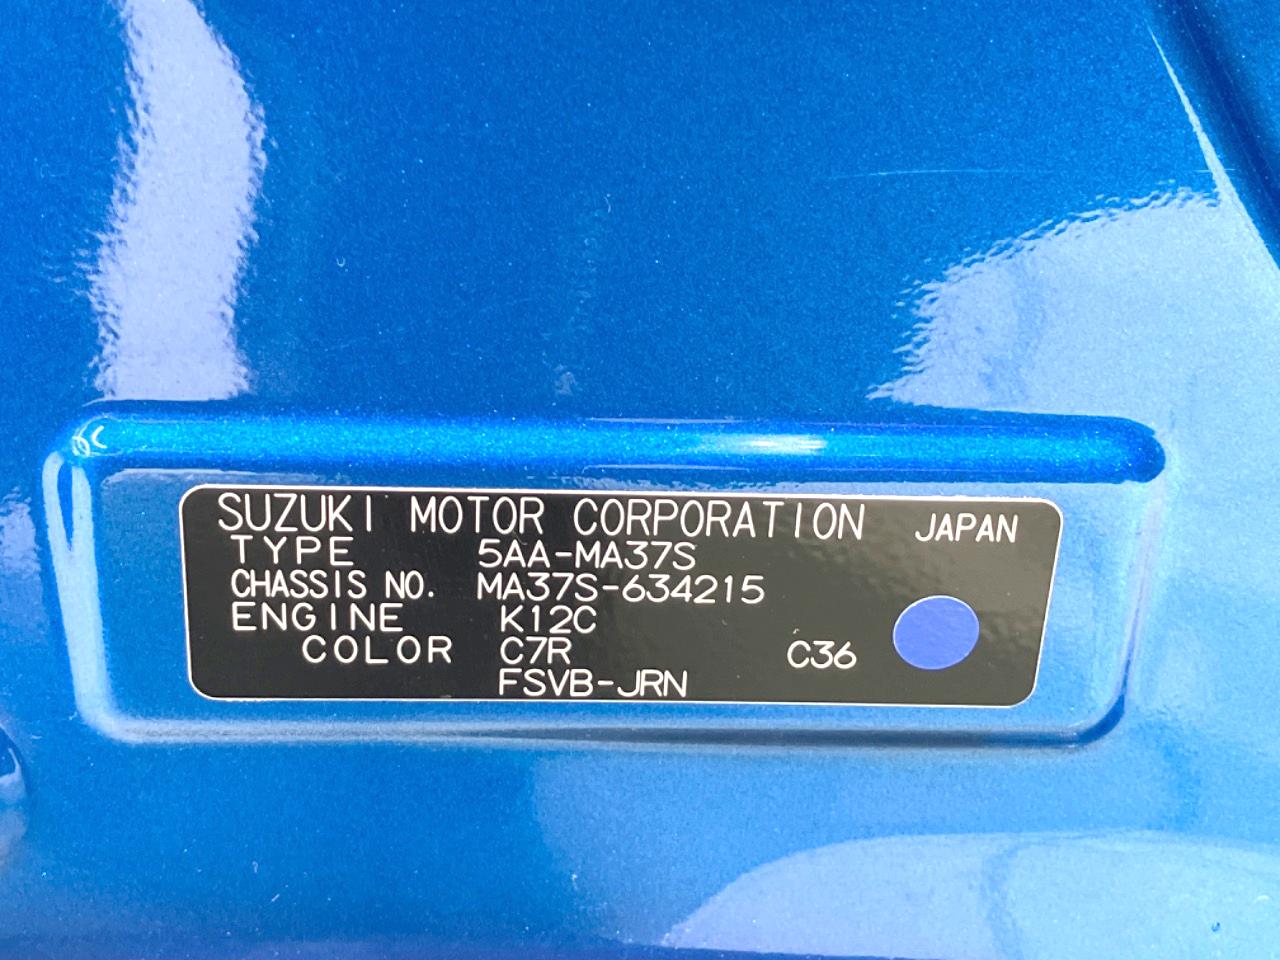 SUZUKI MOTOR CORPORATION JAPAN
TYPE 5AA-MA37S
CHASSIS NO. MA37S-634215
ENGINE K12C
COLOR C7R C36
FSVB-JRN